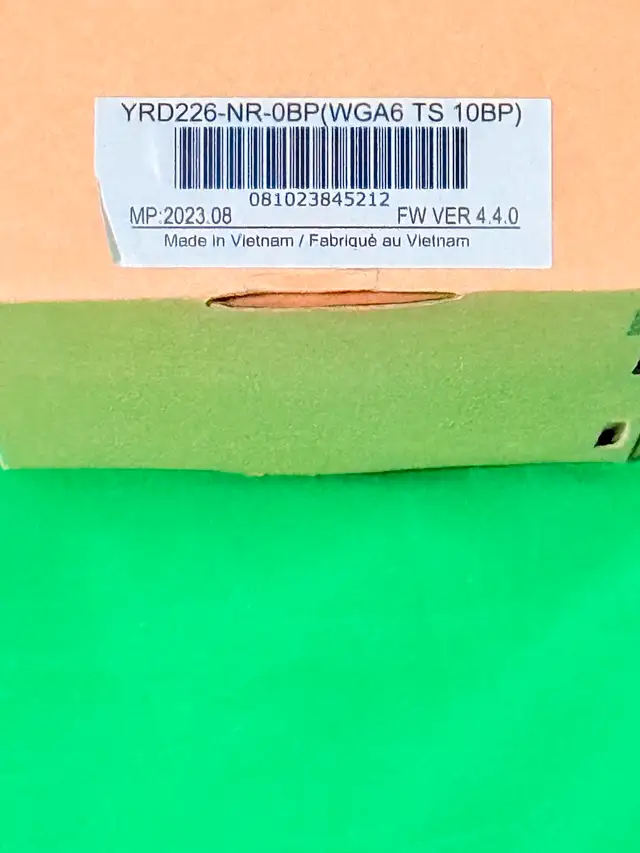 YRD226-NR-0BP(WGA6 TS 10BP)
081023845212
MP:2023.08 FW VER 4.4.0
Made in Vietnam / Fabriqué au Vietnam